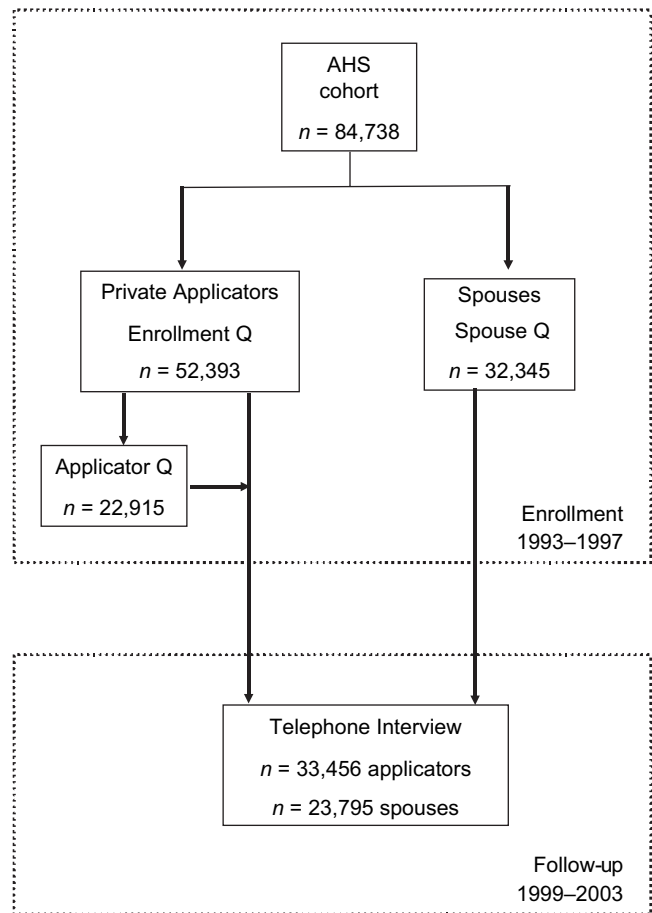 AHS
cohort
n = 84,738
Private Applicators
Enrollment Q
n = 52,393
Spouses
Spouse Q
n = 32,345
Applicator Q
n = 22,915
Enrollment
1993–1997
Telephone Interview
n = 33,456 applicators
n = 23,795 spouses
Follow-up
1999–2003